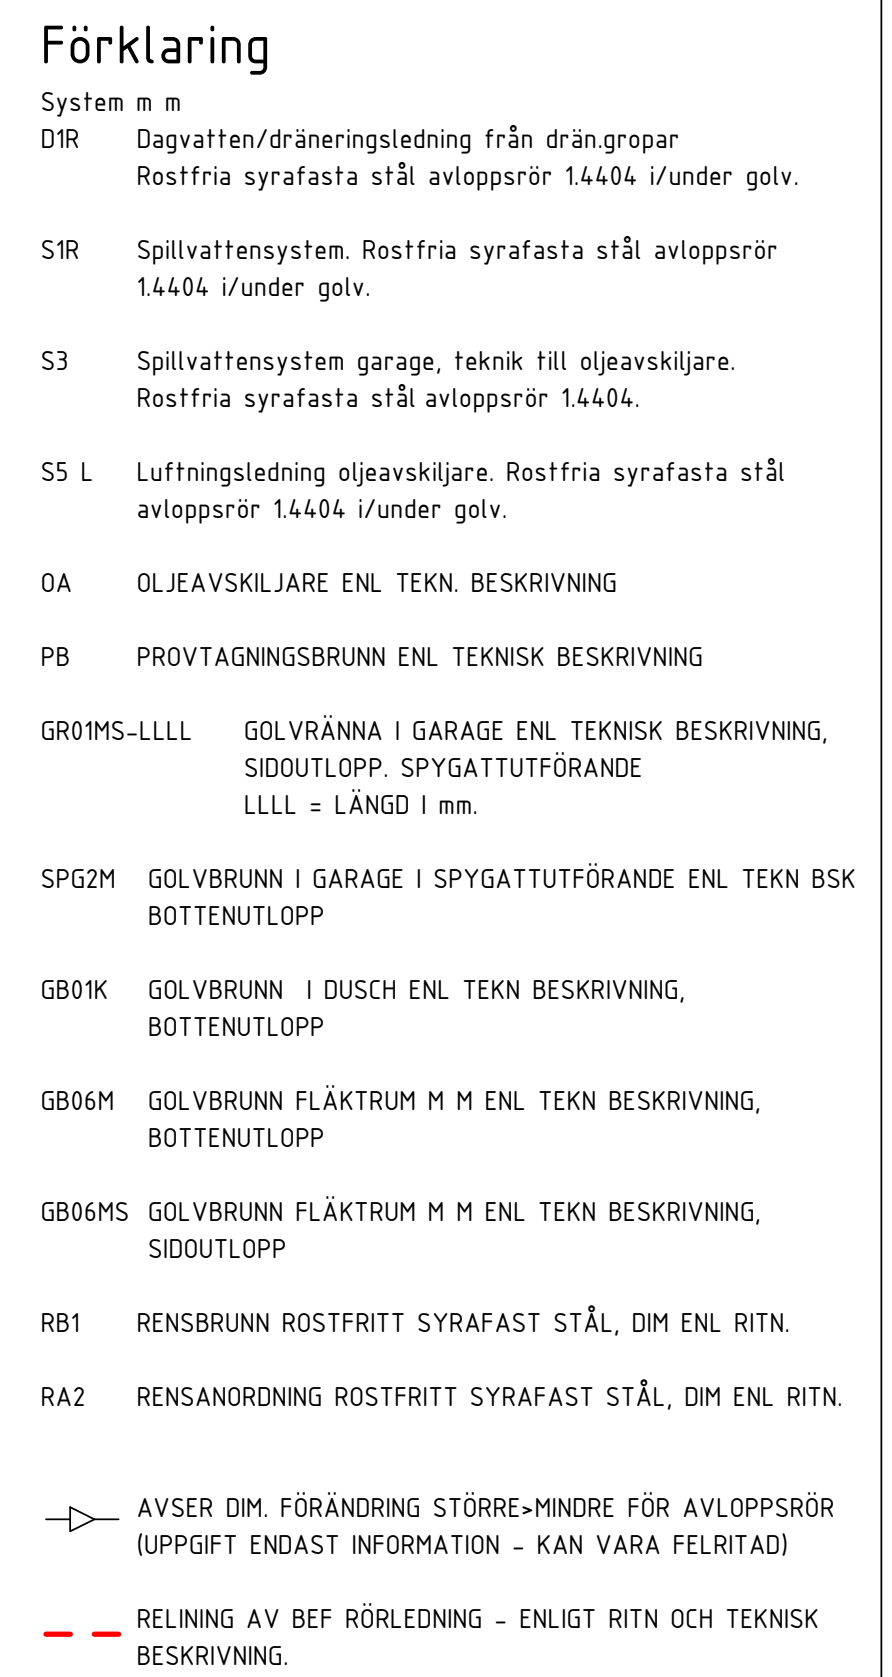 Förklaring
System m m
D1R Dagvatten/dräneringsledning från drän.gropar
Rostfria syrafasta stål avloppsrör 1.4404 i/under golv.
S1R Spillvattensystem. Rostfria syrafasta stål avloppsrör
1.4404 i/under golv.
S3 Spillvattensystem garage, teknik till oljeavskiljare.
Rostfria syrafasta stål avloppsrör 1.4404.
S5 L Luftningsledning oljeavskiljare. Rostfria syrafasta stål
avloppsrör 1.4404 i/under golv.
OA OLJEAVSKILJARE ENL TEKN. BESKRIVNING
PB PROVTAGNINGSBRUNN ENL TEKNISK BESKRIVNING
GR01MS-LLLL GOLVRÄNNA I GARAGE ENL TEKNISK BESKRIVNING,
SIDOUTLOPP. SPYGATTUTFÖRANDE
LLLL = LÄNGD I mm.
SPG2M GOLVBRUNN I GARAGE I SPYGATTUTFÖRANDE ENL TEKN BSK
BOTTENUTLOPP
GB01K GOLVBRUNN I DUSCH ENL TEKN BESKRIVNING,
BOTTENUTLOPP
GB06M GOLVBRUNN FLÄKTRUM M M ENL TEKN BESKRIVNING,
BOTTENUTLOPP
GB06MS GOLVBRUNN FLÄKTRUM M M ENL TEKN BESKRIVNING,
SIDOUTLOPP
RB1 RENSBRUNN ROSTFRITT SYRAFAST STÅL, DIM ENL RITN.
RA2 RENSANORDNING ROSTFRITT SYRAFAST STÅL, DIM ENL RITN.
AVSER DIM. FÖRÄNDRING STÖRRE>MINDRE FÖR AVLOPPSRÖR
(UPPGIFT ENDAST INFORMATION - KAN VARA FELRITAD)
RELINING AV BEF RÖRLEDNING - ENLIGT RITN OCH TEKNISK
BESKRIVNING.